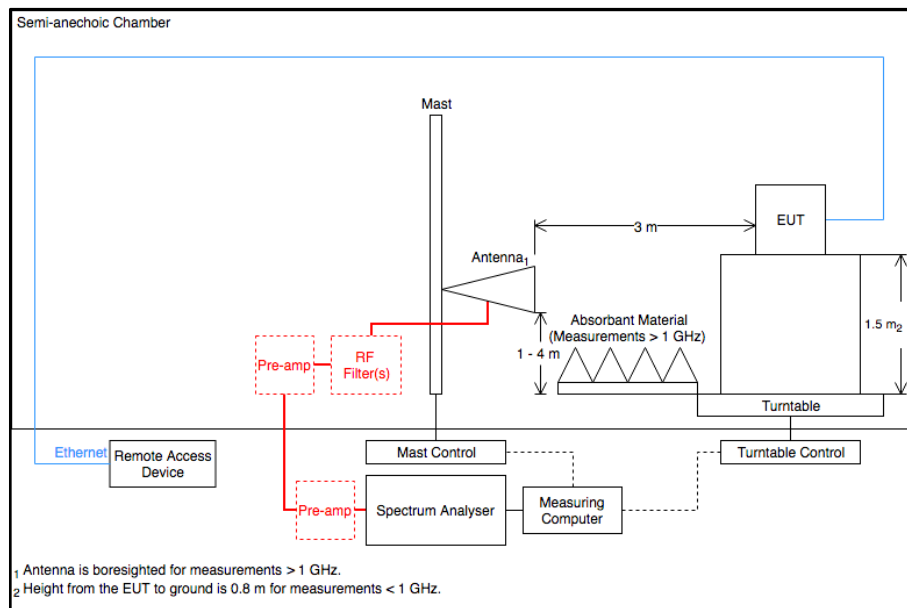 Semi-anechoic Chamber
Mast
EUT
3 m
Antenna1
Absorbant Material
(Measurements > 1 GHz)
1.5 m2
1 - 4 m
Pre-amp
RF
Filter(s)
Turntable
Ethernet
Remote Access
Device
Mast Control
Turntable Control
Pre-amp
Spectrum Analyser
Measuring
Computer
1 Antenna is boresighted for measurements > 1 GHz.
2 Height from the EUT to ground is 0.8 m for measurements < 1 GHz.